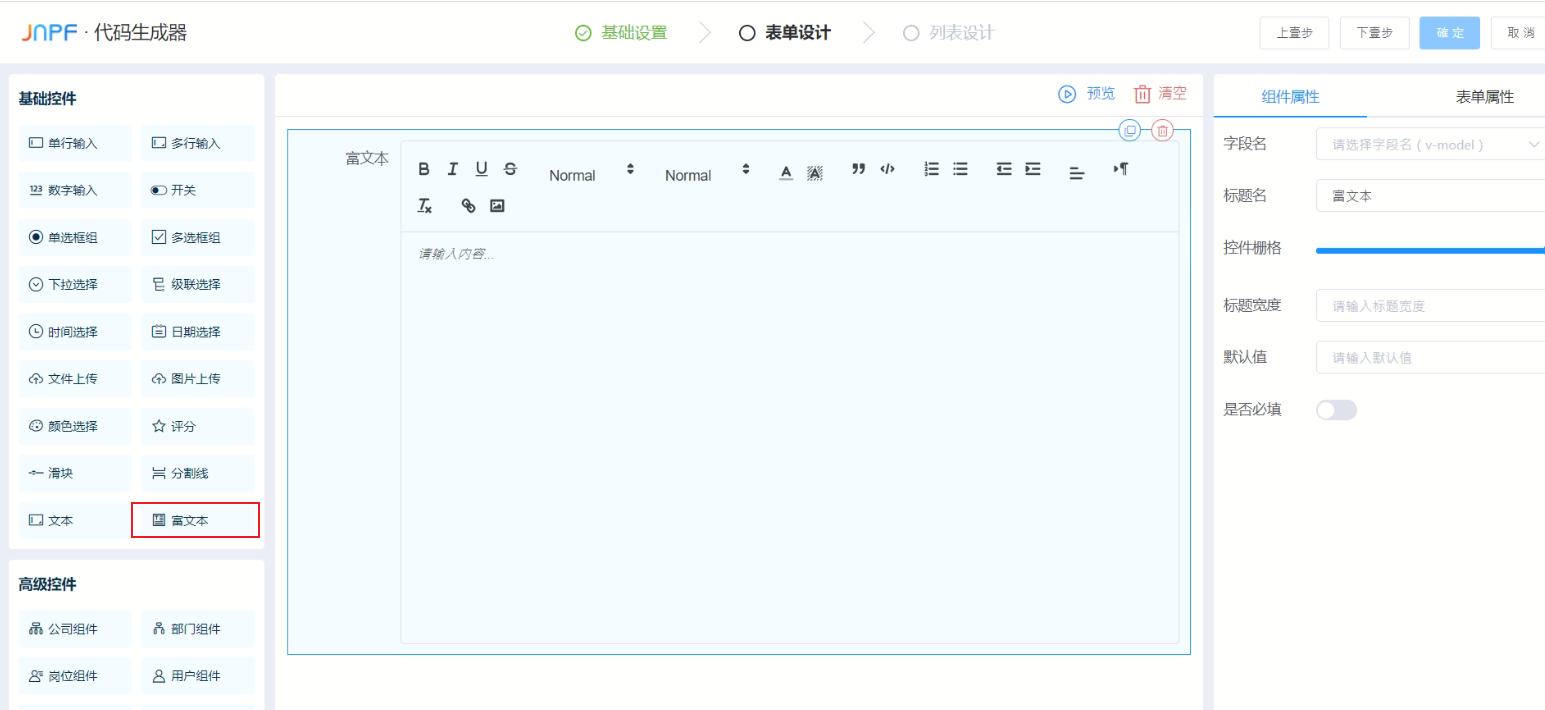 JNPF · 代码生成器
基础设置
表单设计
列表设计
上壹步
下壹步
確 定
取 消
基础控件
单行输入
多行输入
123 数字输入
开关
单选框组
多选框组
下拉选择
级联选择
时间选择
日期选择
文件上传
图片上传
颜色选择
评分
滑块
分割线
文本
富文本
高级控件
公司组件
部门组件
岗位组件
用户组件
预览
清空
富文本
Normal
Normal
请输入内容...
组件属性
表单属性
字段名
请选择字段名 ( v-model )
标题名
富文本
控件栅格
标题宽度
请输入标题宽度
默认值
请输入默认值
是否必填